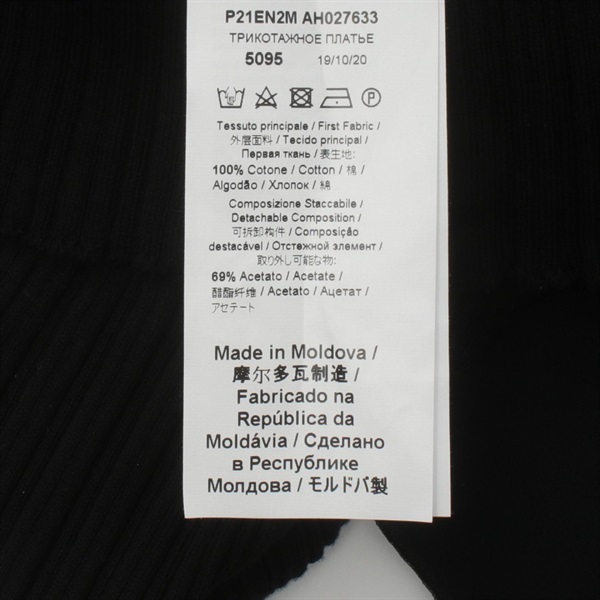 P21EN2M AH027633
ТРИКОТАЖНОЕ ПЛАТЬЕ
5095 19/10/20
P
Tessuto principale / First Fabric /
外层面料 / Tecido principal /
Первая ткань / 表生地:
100% Cotone / Cotton / 棉 /
Algodão / Хлопок / 綿
Composizione Staccabile /
Detachable Composition /
可拆卸构件 / Composição
destacável / Отстежной элемент /
取り外し可能な物:
69% Acetato / Acetate /
醋酯纤维 / Acetato / Ацетат /
アセテート
Made in Moldova /
摩尔多瓦制造 /
Fabricado na
República da
Moldávia / Сделано
в Республике
Молдова / モルドバ製